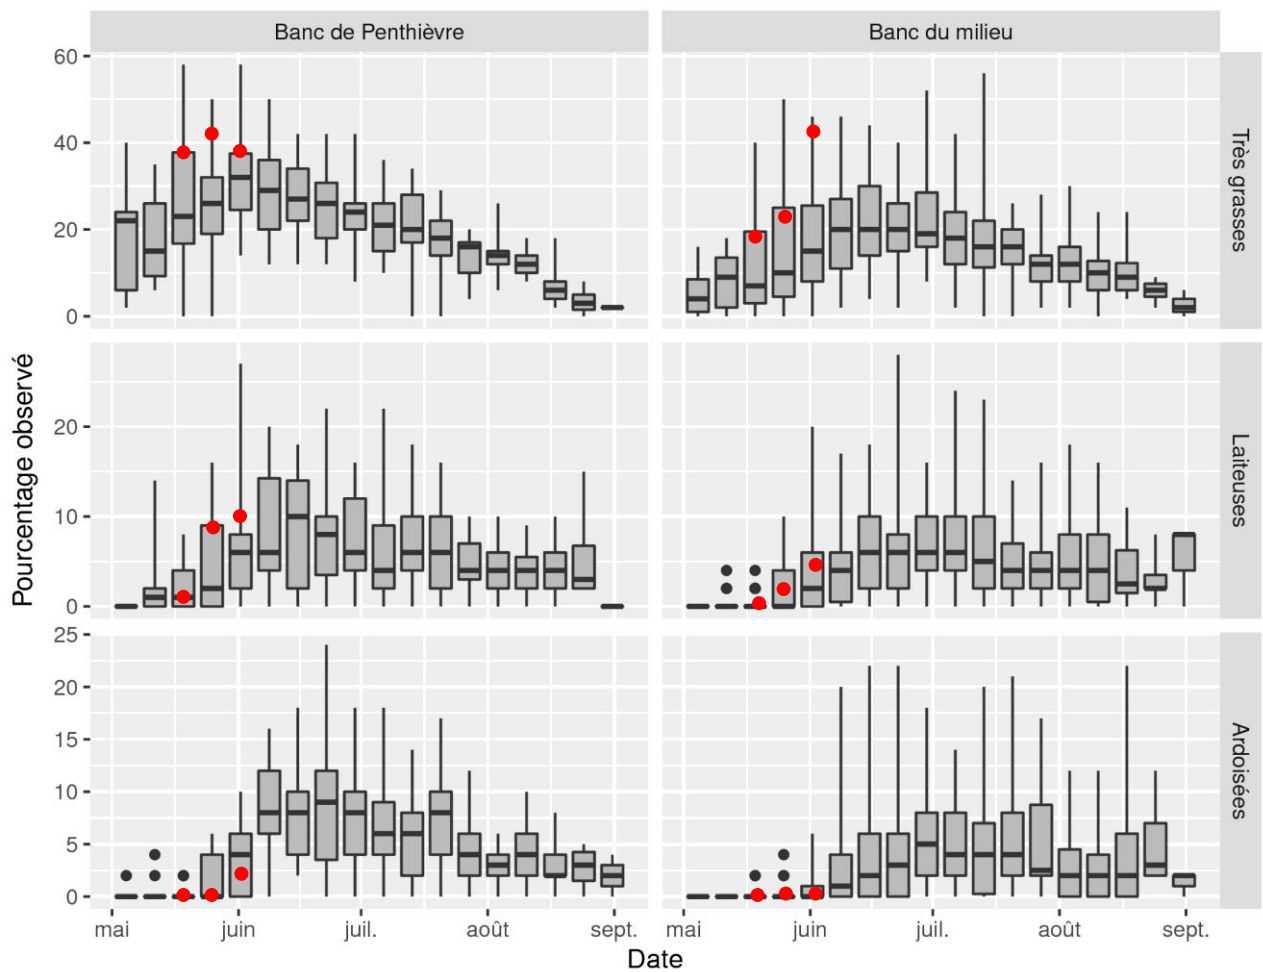 Banc de Penthièvre
Banc du milieu
60
40
20
0
Très grasses
20
10
0
Laiteuses
25
20
15
10
5
0
Ardoisées
Pourcentage observé
mai juin juil. août sept.
mai juin juil. août sept.
Date